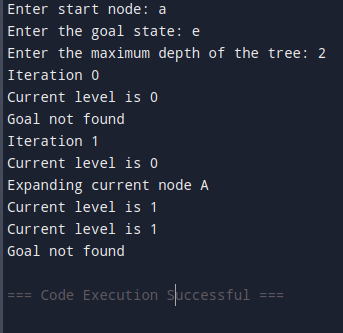 Enter start node: a
Enter the goal state: e
Enter the maximum depth of the tree: 2
Iteration 0
Current level is 0
Goal not found
Iteration 1
Current level is 0
Expanding current node A
Current level is 1
Current level is 1
Goal not found
=== Code Execution Successful ===